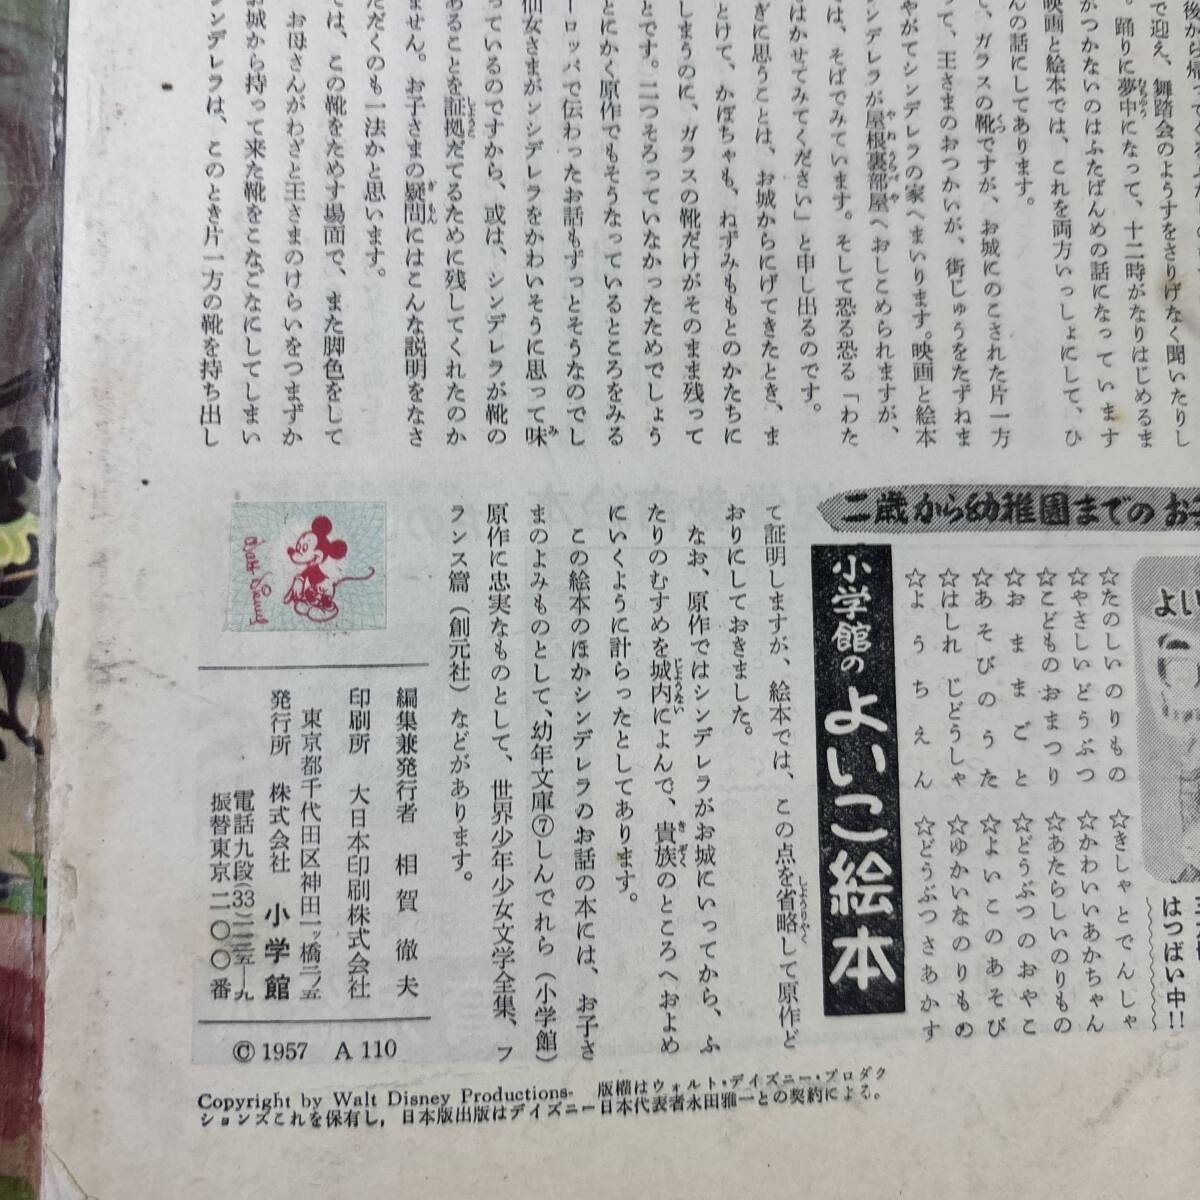 後から帰
で迎え、舞踏会のようすをさりげなく聞いたりし
。踊りに夢中になって、十二時がなりはじめるま
がつかないのはふたばんめの話になっています
映画と絵本では、これを両方いっしょにして、ひ
んの話にしてあります。
、ガラスの靴ですが、お城にのこされた片一方
って、王さまのおつかいが、街じゅうをたずねま
やがてシンデレラの家へまいります。映画と絵本
ンデレラが屋根裏部屋へおしこめられますが、
は、そばでみています。そして恐る恐る「わた
はかせてみてください」と申し出るのです。
ぎに思うことは、お城からにげてきたとき、ま
とけて、かぼちゃも、ねずみももとのかたちに
しまうのに、ガラスの靴だけがそのまま残って
とです。二つそろっていなかったためでしょう
とにかく原作でもそうなっているところをみる
ーロッパで伝わったお話もずっとそうなのでし
仙女さまがンシデレラをかわいそうに思って味
っているのですから、或は、シンデレラが靴の
あることを証拠だてるために残してくれたのか
ません。お子さまの疑問にはこんな説明をなさ
ただくのも一法かと思います。
では、この靴をためす場面で、また脚色をして
お母さんがわざと王さまのけらいをつまずか
お城から持って来た靴をこなごなにしてしまい
ンデレラは、このとき片一方の靴を持ち出し
て証明しますが、絵本では、この点を省略して原作ど
おりにしておきました。
なお、原作ではシンデレラがお城にいってから、ふ
たりのむすめを城内によんで、貴族のところへおよめ
にいくように計らったとしてあります。
この絵本のほかシンデレラのお話の本には、お子さ
まのよみものとして、幼年文庫⑦しんでれら（小学館）
原作に忠実なものとして、世界少年少女文学全集、フ
ランス篇（創元社）などがあります。
二歳から幼稚園までのお
小学館のよいこ絵本
よい
☆たのしいのりもの
☆やさしいどうぶつ
☆こどものおまつり
☆おままごと
☆あそびのうた
☆はしれ じどうしゃ
☆ようちえん
☆きしゃとでんしゃ
☆かわいいあかちゃん
☆あたらしいのりもの
☆どうぶつのおやこ
☆よいこのあそび
☆ゆかいなのりもの
☆どうぶつさあかす
はつばい中!!
Walt Disney
編集兼発行者 相賀徹夫
印刷所 大日本印刷株式会社
東京都千代田区神田一ッ橋二ノ五
発行所 株式会社 小学館
振替東京二〇〇番
© 1957 A 110
Copyright by Walt Disney Productions- 版権はウォルト・デイズニー・プロダク
ションズこれを保有し，日本版出版はデイズニー日本代表者永田雅一との契約による。